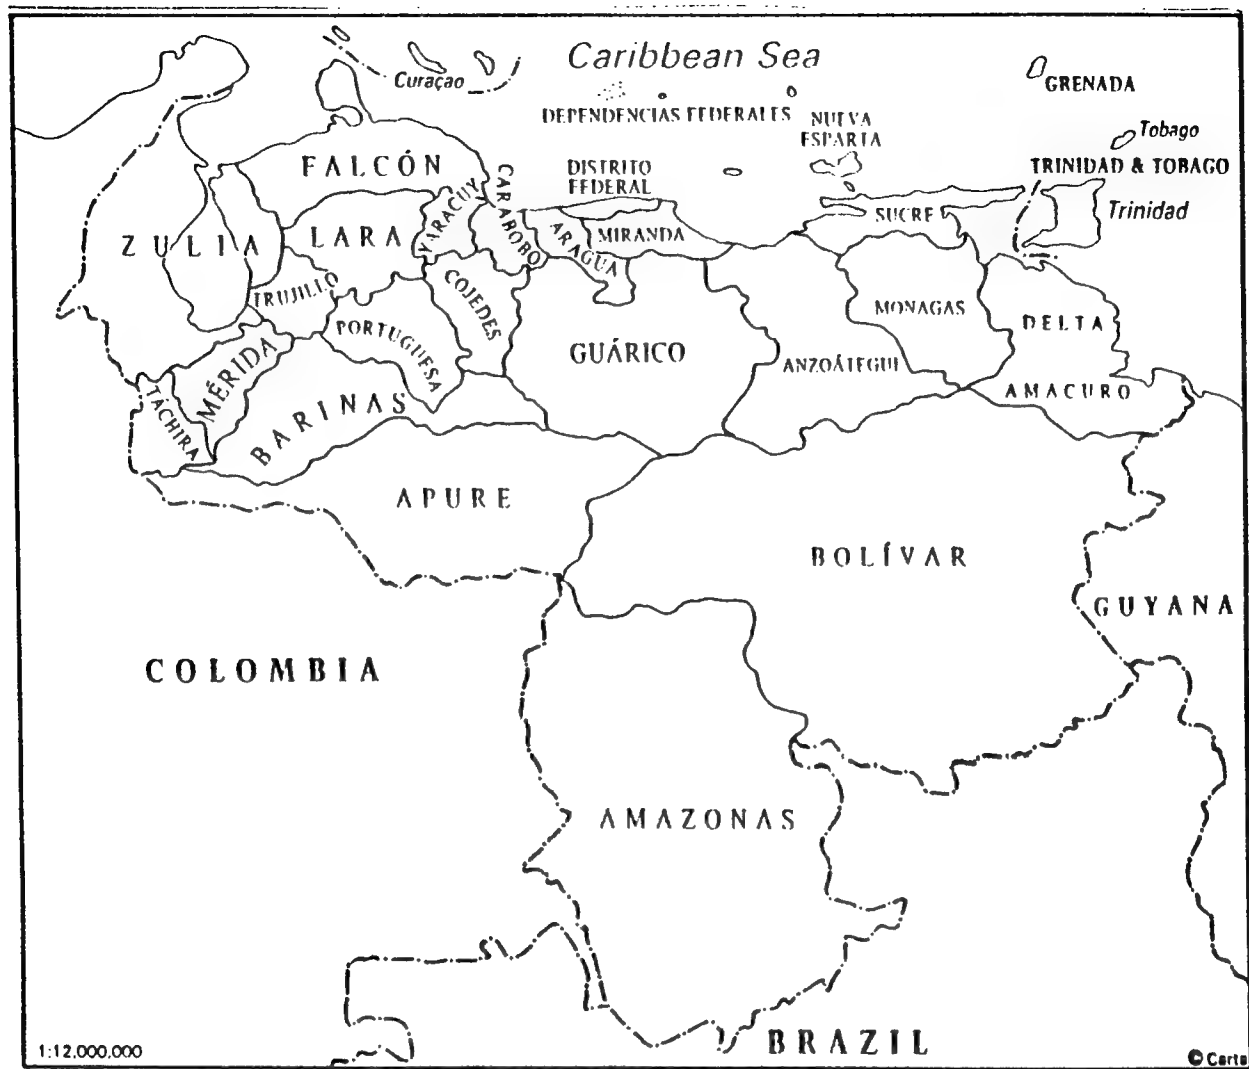 Caribbean Sea
Curaçao
GRENADA
DEPENDENCIAS FEDERALES
NUEVA
ESPARTA
Tobago
TRINIDAD & TOBAGO
Trinidad
FALCÓN
DISTRITO
FEDERAL
CARABOBO
YARACUY
SUCRE
ZULIA
LARA
ARAGUA
MIRANDA
TRUJILLO
COJEDES
MONAGAS
DELTA
AMACURO
PORTUGUESA
GUÁRICO
ANZOÁTEGUI
MÉRIDA
TÁCHIRA
BARINAS
APURE
BOLÍVAR
GUYANA
COLOMBIA
AMAZONAS
BRAZIL
1:12,000,000
© Carta